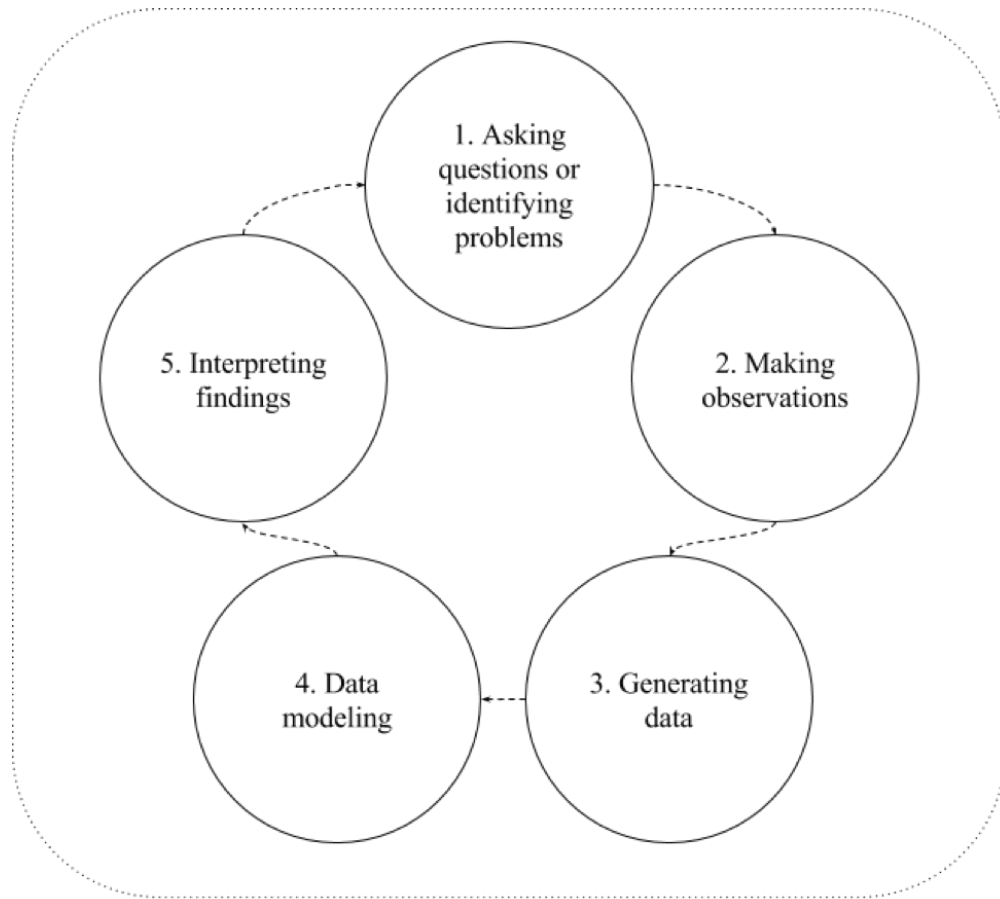 1. Asking
questions or
identifying
problems
2. Making
observations
3. Generating
data
4. Data
modeling
5. Interpreting
findings